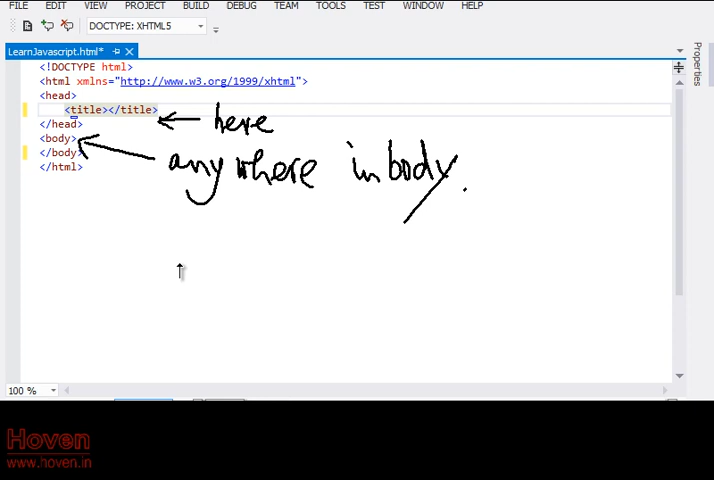 FILE EDIT VIEW PROJECT BUILD DEBUG TEAM TOOLS TEST WINDOW HELP
DOCTYPE: XHTML5
LearnJavascript.html*
Properties
<!DOCTYPE html>
<html xmlns="http://www.w3.org/1999/xhtml">
<head>
<title></title>
here
</head>
<body>
anywhere in body.
</body>
</html>
100 %
Hoven
www.hoven.in